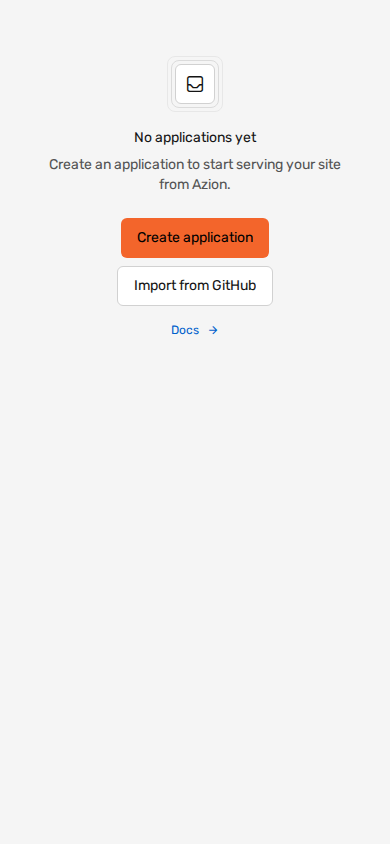 No applications yet
Create an application to start serving your site
from Azion.
Create application
Import from GitHub
Docs